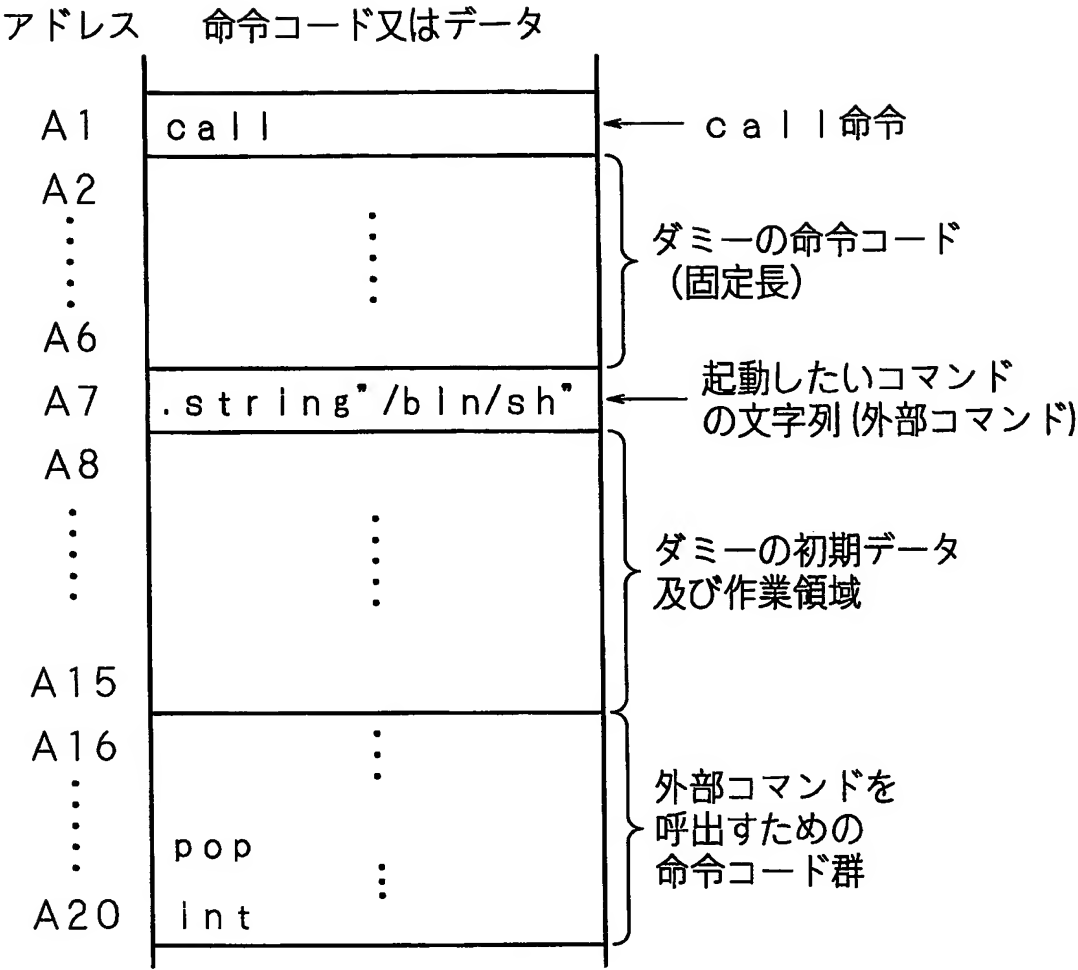 アドレス 命令コード又はデータ
A1 call ca||命令
A2
ダミーの命令コード
(固定長)
A6
A7 .string"/bin/sh" 起動したいコマンド
の文字列(外部コマンド)
A8
ダミーの初期データ
及び作業領域
A15
A16
外部コマンドを
呼出すための
pop
命令コード群
A20 int